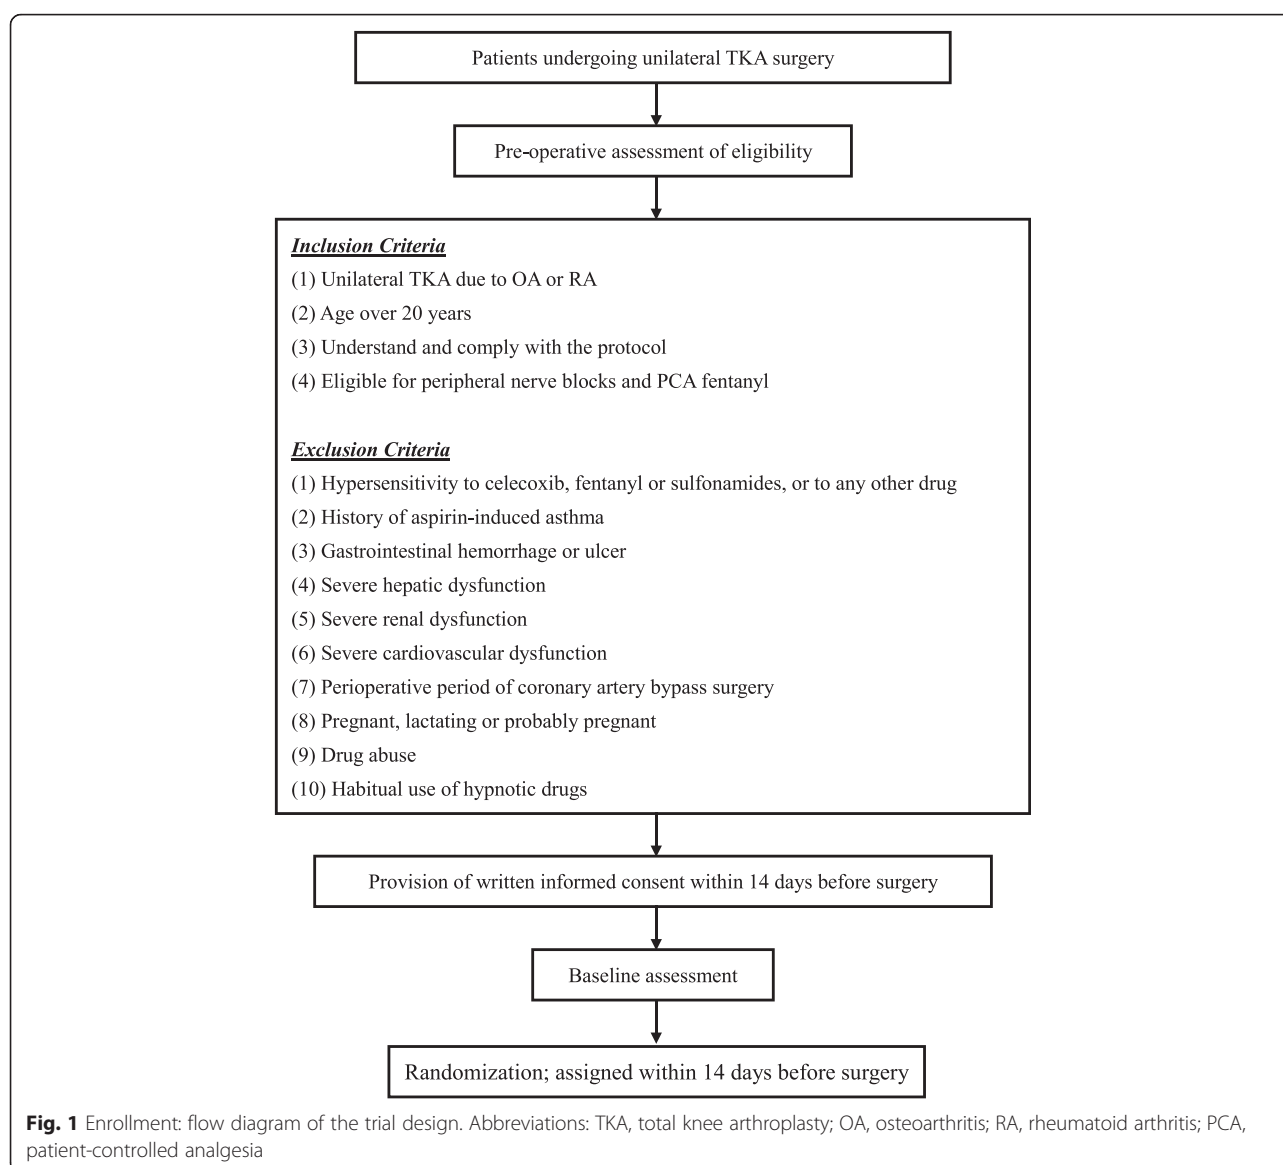 Patients undergoing unilateral TKA surgery
Pre-operative assessment of eligibility
Inclusion Criteria
(1) Unilateral TKA due to OA or RA
(2) Age over 20 years
(3) Understand and comply with the protocol
(4) Eligible for peripheral nerve blocks and PCA fentanyl
Exclusion Criteria
(1) Hypersensitivity to celecoxib, fentanyl or sulfonamides, or to any other drug
(2) History of aspirin-induced asthma
(3) Gastrointestinal hemorrhage or ulcer
(4) Severe hepatic dysfunction
(5) Severe renal dysfunction
(6) Severe cardiovascular dysfunction
(7) Perioperative period of coronary artery bypass surgery
(8) Pregnant, lactating or probably pregnant
(9) Drug abuse
(10) Habitual use of hypnotic drugs
Provision of written informed consent within 14 days before surgery
Baseline assessment
Randomization; assigned within 14 days before surgery
Fig. 1 Enrollment: flow diagram of the trial design. Abbreviations: TKA, total knee arthroplasty; OA, osteoarthritis; RA, rheumatoid arthritis; PCA,
patient-controlled analgesia